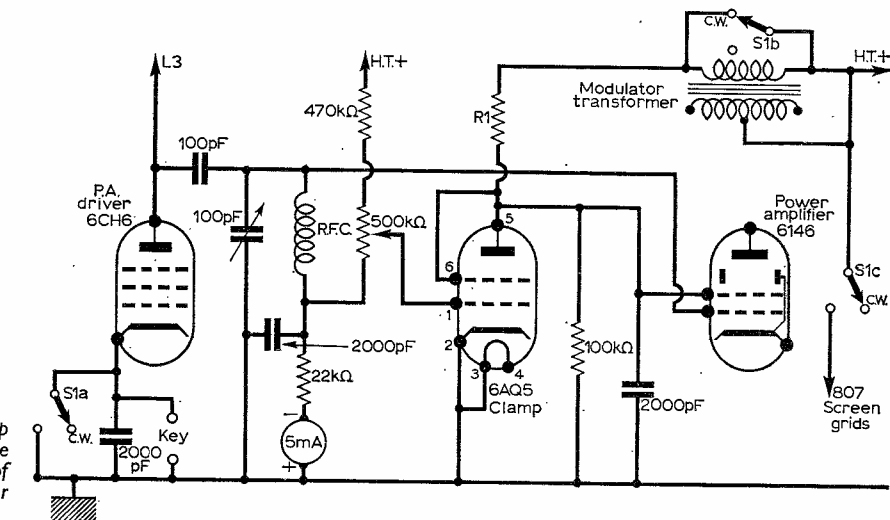 L3
H.T.+
C.W.
S1b
H.T.+
Modulator
transformer
470kΩ
R1
100pF
P.A.
driver
6CH6
100pF
R.F.C.
500kΩ
5
6
1
2
3
4
Power
amplifier
6146
S1c
C.W.
2000pF
22kΩ
100kΩ
6AQ5
Clamp
2000pF
807
Screen
grids
S1a
C.W.
2000
pF
Key
−
5mA
+
p
e
of
r